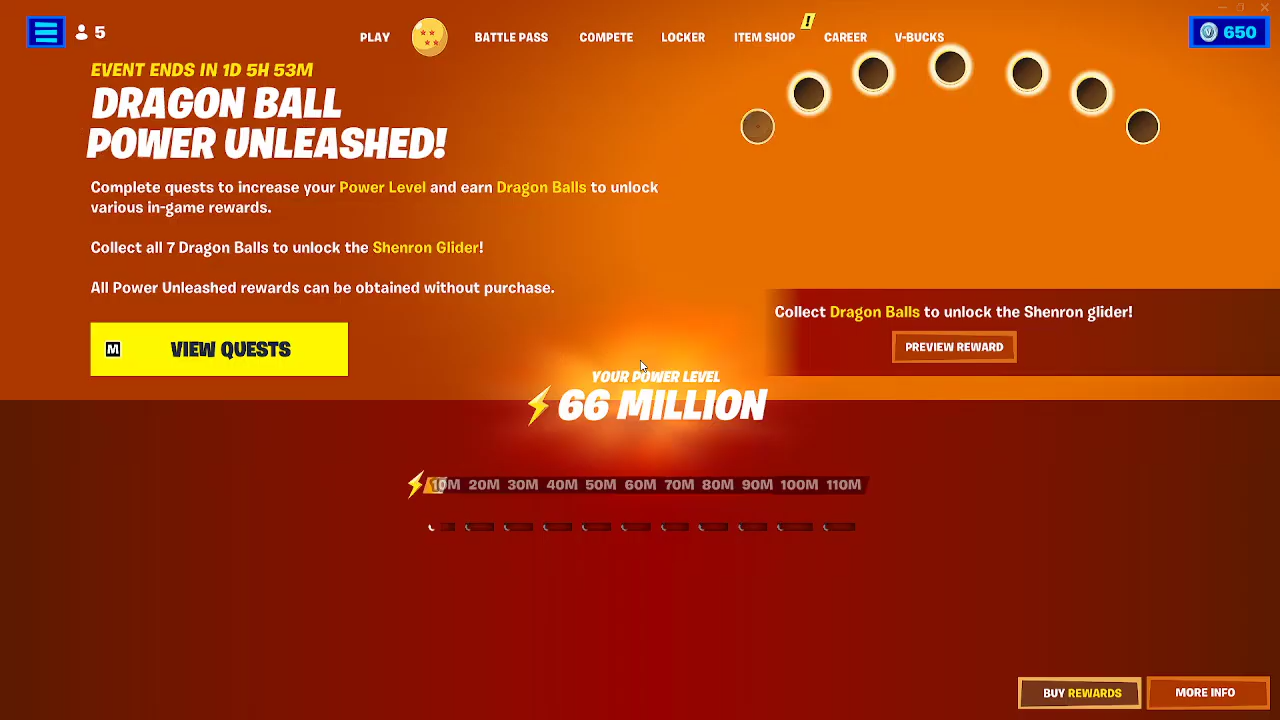 5
PLAY
BATTLE PASS
COMPETE
LOCKER
ITEM SHOP
!
CAREER
V-BUCKS
650
EVENT ENDS IN 1D 5H 53M
DRAGON BALL
POWER UNLEASHED!
Complete quests to increase your Power Level and earn Dragon Balls to unlock
various in-game rewards.
Collect all 7 Dragon Balls to unlock the Shenron Glider!
All Power Unleashed rewards can be obtained without purchase.
M VIEW QUESTS
Collect Dragon Balls to unlock the Shenron glider!
PREVIEW REWARD
YOUR POWER LEVEL
66 MILLION
10M 20M 30M 40M 50M 60M 70M 80M 90M 100M 110M
BUY REWARDS
MORE INFO